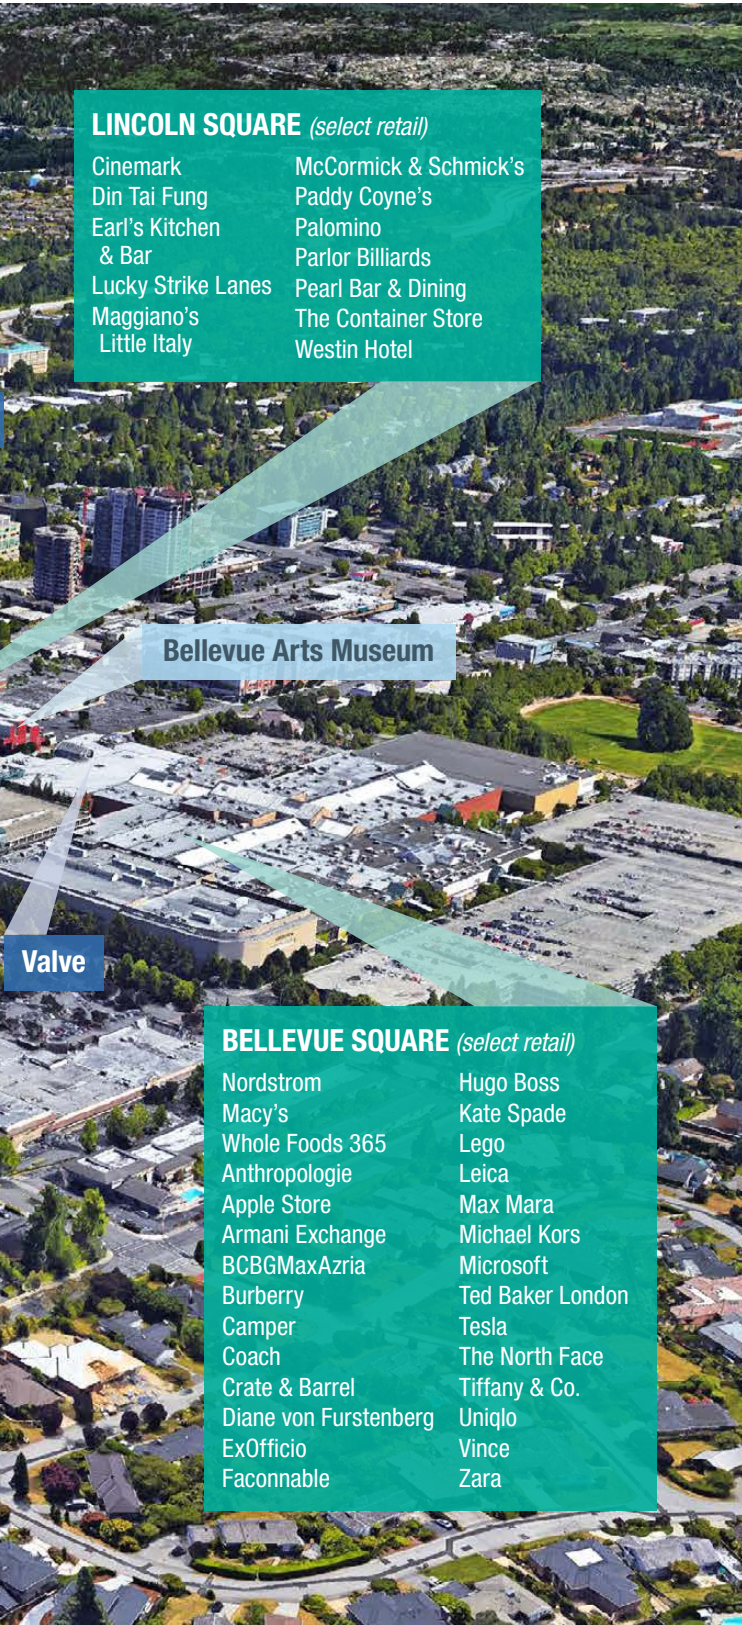 LINCOLN SQUARE (select retail)
Cinemark
Din Tai Fung
Earl's Kitchen
& Bar
Lucky Strike Lanes
Maggiano's
Little Italy
McCormick & Schmick's
Paddy Coyne's
Palomino
Parlor Billiards
Pearl Bar & Dining
The Container Store
Westin Hotel
Bellevue Arts Museum
Valve
BELLEVUE SQUARE (select retail)
Nordstrom
Macy's
Whole Foods 365
Anthropologie
Apple Store
Armani Exchange
BCBGMaxAzria
Burberry
Camper
Coach
Crate & Barrel
Diane von Furstenberg
ExOfficio
Faconnable
Hugo Boss
Kate Spade
Lego
Leica
Max Mara
Michael Kors
Microsoft
Ted Baker London
Tesla
The North Face
Tiffany & Co.
Uniqlo
Vince
Zara